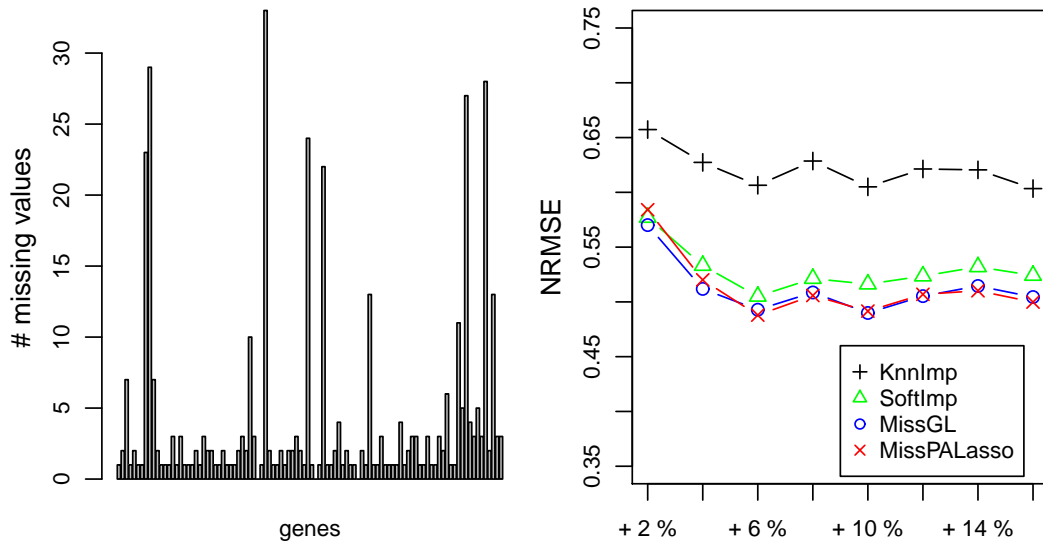 # missing values
0
5
10
15
20
25
30
genes
NRMSE
0.35
0.45
0.55
0.65
0.75
KnnImp
SoftImp
MissGL
MissPALasso
+ 2 %
+ 6 %
+ 10 %
+ 14 %